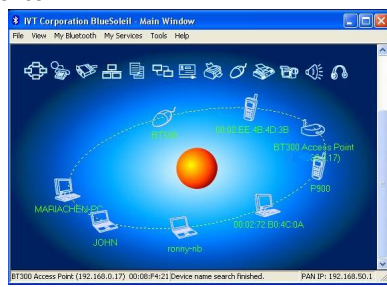 IVT Corporation BlueSoleil - Main Window
File View My Bluetooth My Services Tools Help
00:02:EE:4B:4D:3B
BT300 Access Point
P900
MARIACHEN-PC
00:02:72:B0:4C:0A
JOHN
ronny-nb
BT300 Access Point (192.168.0.17) 00:08:F4:21 Device name search finished. PAN IP: 192.168.50.1